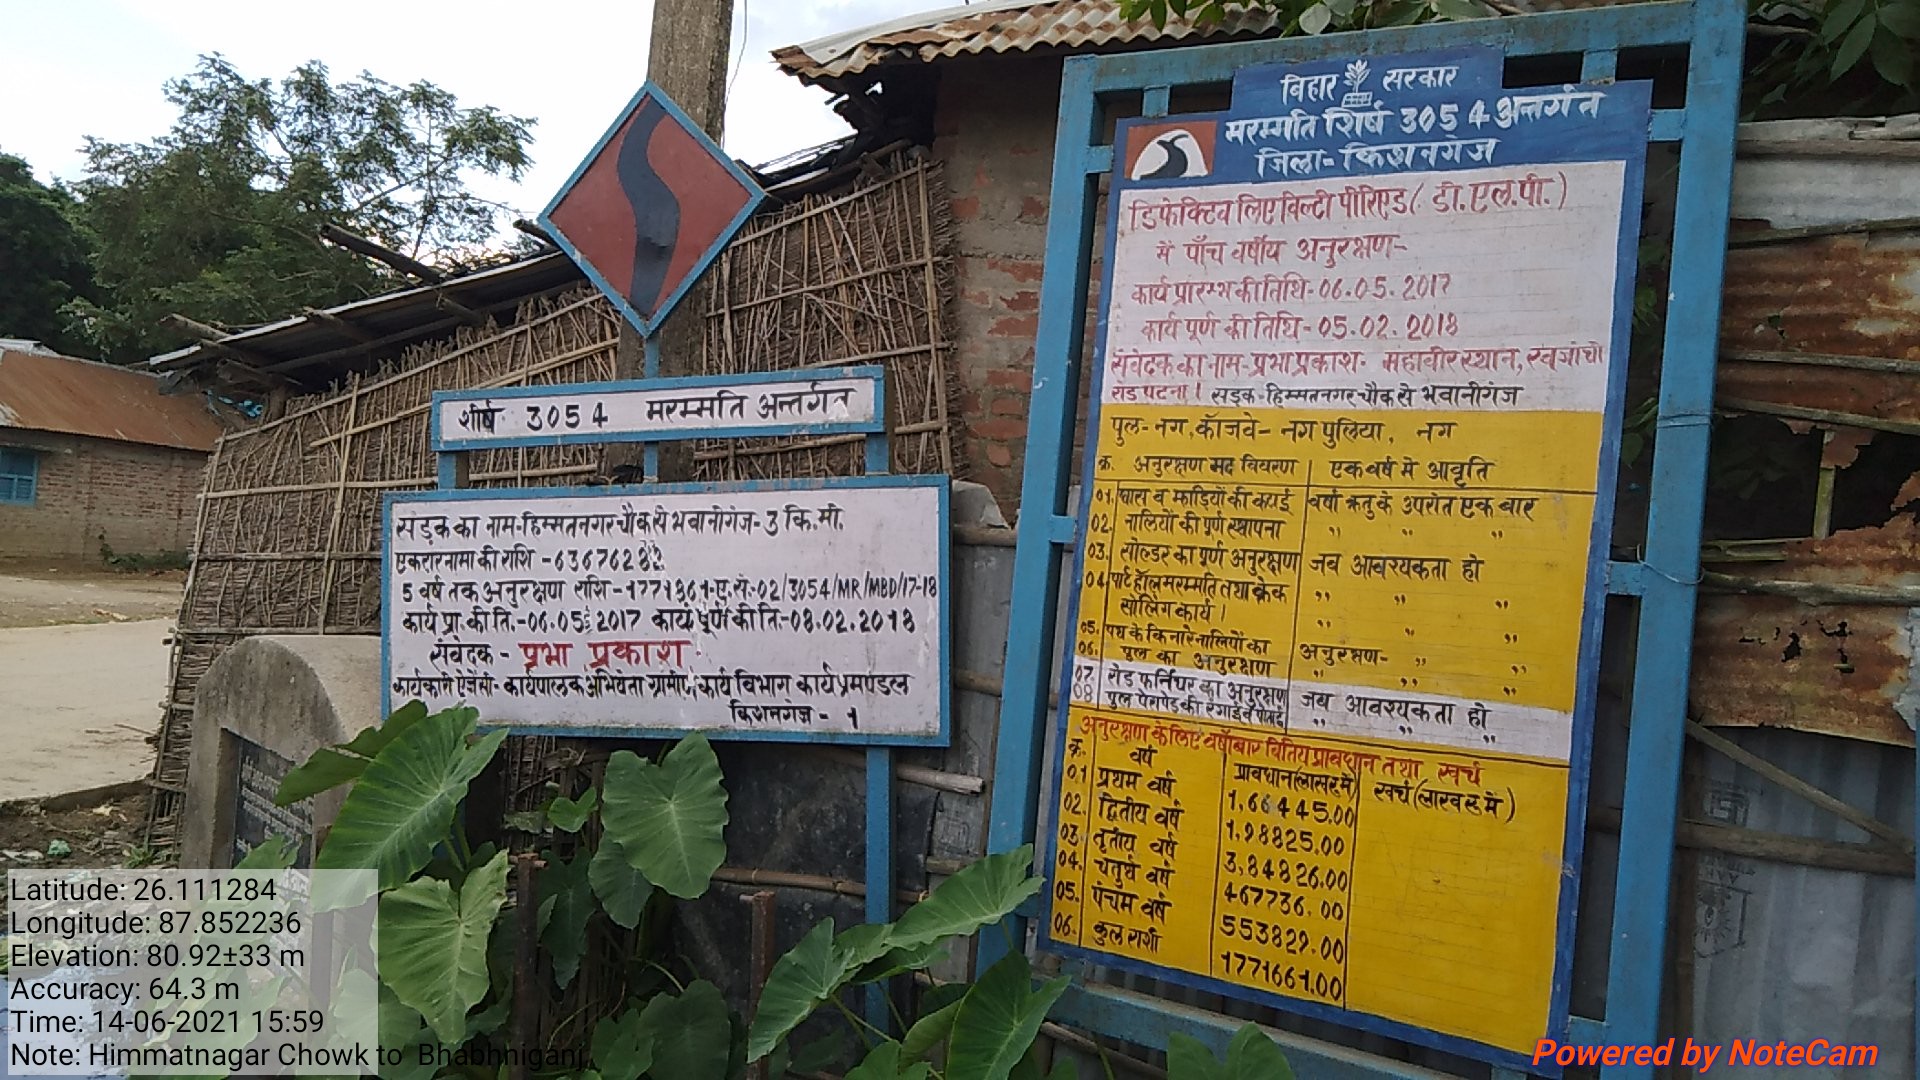 शीर्ष 3054 मरम्मति अन्तर्गत
सड़क का नाम-हिम्मतनगर चौक से भवानीगंज-3 कि.मी.
एकरारनामा की राशि -
5 वर्ष तक अनुरक्षण राशि-1771861-ए.सं.-02/3054/MR/MBD/17-18
कार्य प्रा.की ति.-06.05.2017 कार्य पूर्ण की ति.-08.02.2018
संवेदक - प्रभा प्रकाश
कार्यकारी ऐजेंसी- कार्यपालक अभियंता ग्रामीण कार्य विभाग कार्य प्रमण्डल
किशनगंज - 1
बिहार सरकार
मरम्मति शिर्ष 3054 अन्तर्गत
जिला- किशनगंज
डिफेक्टिव लिए विल्टी पीरिएड (डी.एल.पी.)
में पाँच वर्षीय अनुरक्षण-
कार्य प्रारम्भ की तिथि-06.05.2017
कार्य पूर्ण की तिथि-05.02.2018
संवेदक का नाम-प्रभा प्रकाश- महावीर स्थान, खजांची
रोड पटना। सड़क-हिम्मतनगर चौक से भवानीगंज
पुल- नग, कॉजवे- नग पुलिया, नग
क्र. अनुरक्षण मद विवरण एक वर्ष मे आवृति
01. घास व झाड़ियों की कटाई वर्षा ऋतु के उपरांत एक बार
02. नालियों की पूर्ण स्थापना " " "
03. सोल्डर का पूर्ण अनुरक्षण जब आवश्यकता हो
04. पार्ट हॉल मरम्मति तथा क्रेक " " "
सीलिंग कार्य। " " "
05. पथ के किनार नालियों का अनुरक्षण- " "
06. पुल का अनुरक्षण " " "
07. रोड फर्निचर का अनुरक्षण जब आवश्यकता हो
08 पुल पेरापेड की रंगाई व पोताई " " "
अनुरक्षण के लिए वर्षावार वितिय प्रावधान तथा खर्च
क्र. वर्ष प्रावधान(लाख रू में) खर्च (लाख रू में)
01 प्रथम वर्ष 1,66445.00
02. द्वितीय वर्ष 1,98825.00
03. तृतीय वर्ष 3,84826.00
04. चतुर्थ वर्ष 467736.00
05. पंचम वर्ष 553829.00
06. कुल राशी 1771661.00
Latitude: 26.111284
Longitude: 87.852236
Elevation: 80.92±33 m
Accuracy: 64.3 m
Time: 14-06-2021 15:59
Note: Himmatnagar Chowk to Bhabhniganj
Powered by NoteCam